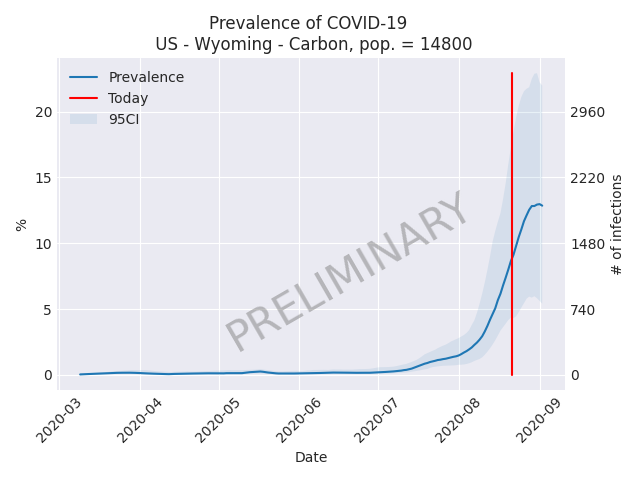 Prevalence of COVID-19
US - Wyoming - Carbon, pop. = 14800
Prevalence
Today
95CI
20
15
10
5
0
%
2960
2220
1480
740
0
# of infections
PRELIMINARY
2020-03
2020-04
2020-05
2020-06
2020-07
2020-08
2020-09
Date